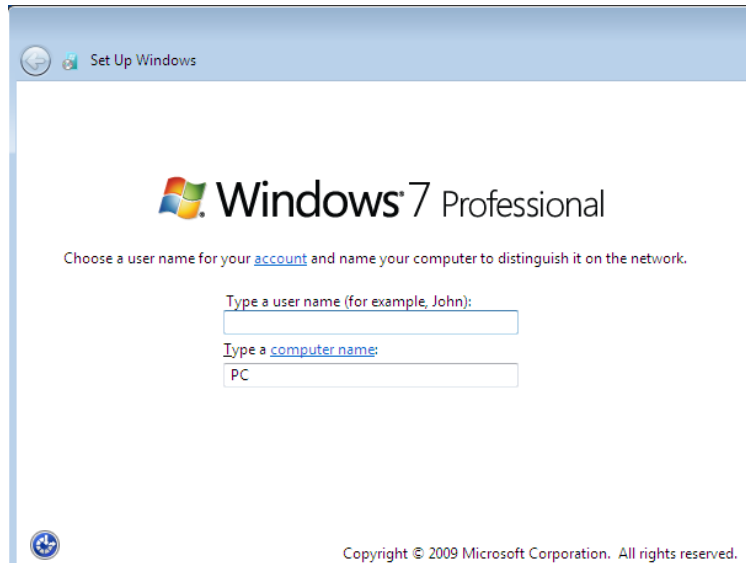 Set Up Windows
Windows® 7 Professional
Choose a user name for your account and name your computer to distinguish it on the network.
Type a user name (for example, John):
Type a computer name:
PC
Copyright © 2009 Microsoft Corporation. All rights reserved.